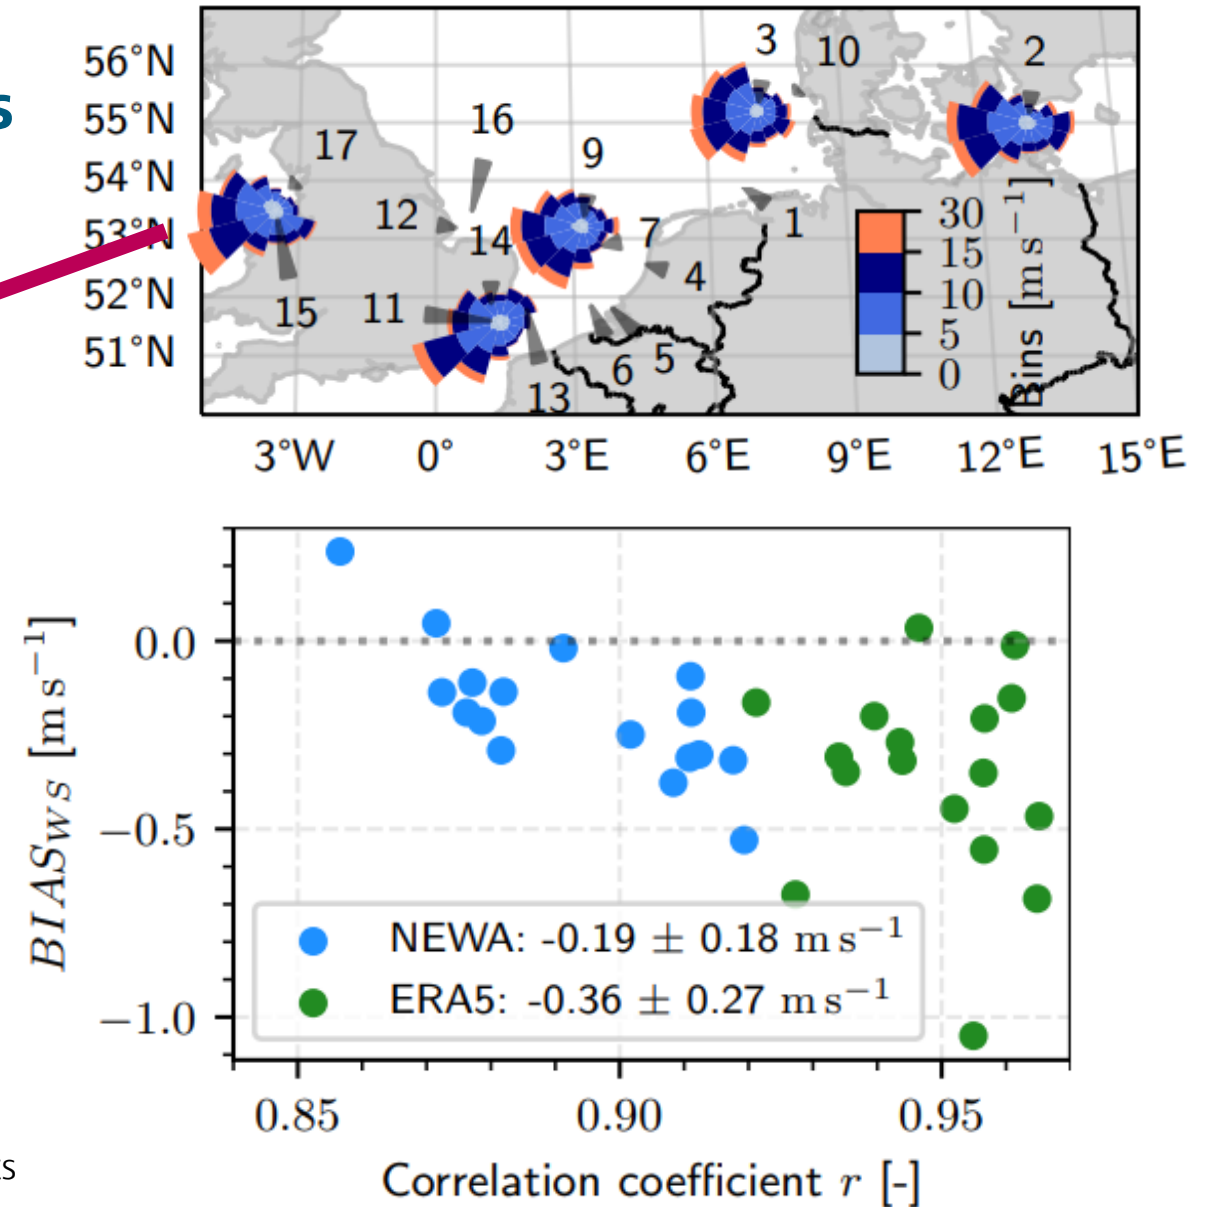 s
56°N
55°N
54°N
53°N
52°N
51°N
3
10
2
16
17
9
12
14
7
1
4
15
11
6
5
13
30
15
10
5
0
Bins [m s⁻¹]
3°W 0° 3°E 6°E 9°E 12°E 15°E
BIAS_WS [m s⁻¹]
0.0
−0.5
−1.0
NEWA: -0.19 ± 0.18 m s⁻¹
ERA5: -0.36 ± 0.27 m s⁻¹
0.85 0.90 0.95
Correlation coefficient r [-]